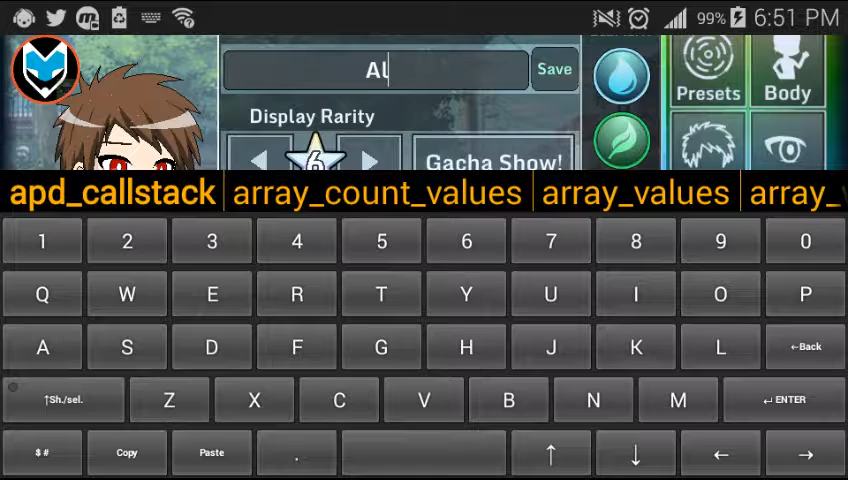 99% 6:51 PM
Al Save
Presets Body
Display Rarity
6 Gacha Show!
apd_callstack array_count_values array_values array_
1 2 3 4 5 6 7 8 9 0
Q W E R T Y U I O P
A S D F G H J K L ←Back
↑Sh./sel. Z X C V B N M ↵ ENTER
$ # Copy Paste . ↑ ↓ ← →